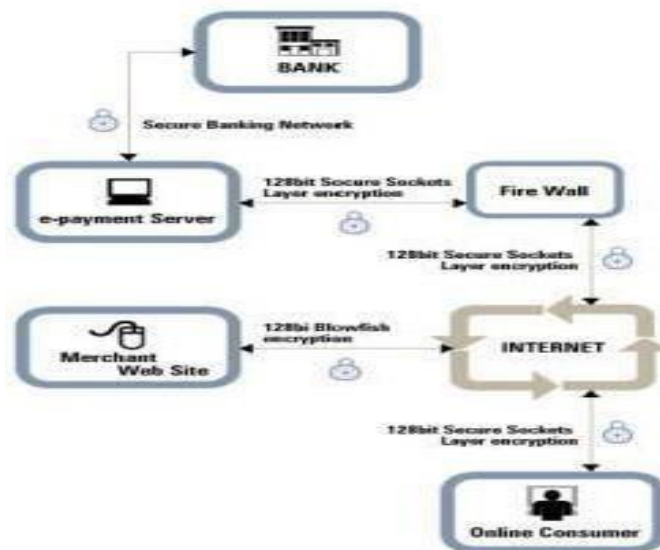 BANK
Secure Banking Network
e-payment Server
128bit Socure Sockets
Layer encryption
Fire Wall
128bit Secure Sockets
Layer encryption
Merchant
Web Site
128bi Blowfish
encryption
INTERNET
128bit Secure Sockets
Layer encryption
Online Consumer